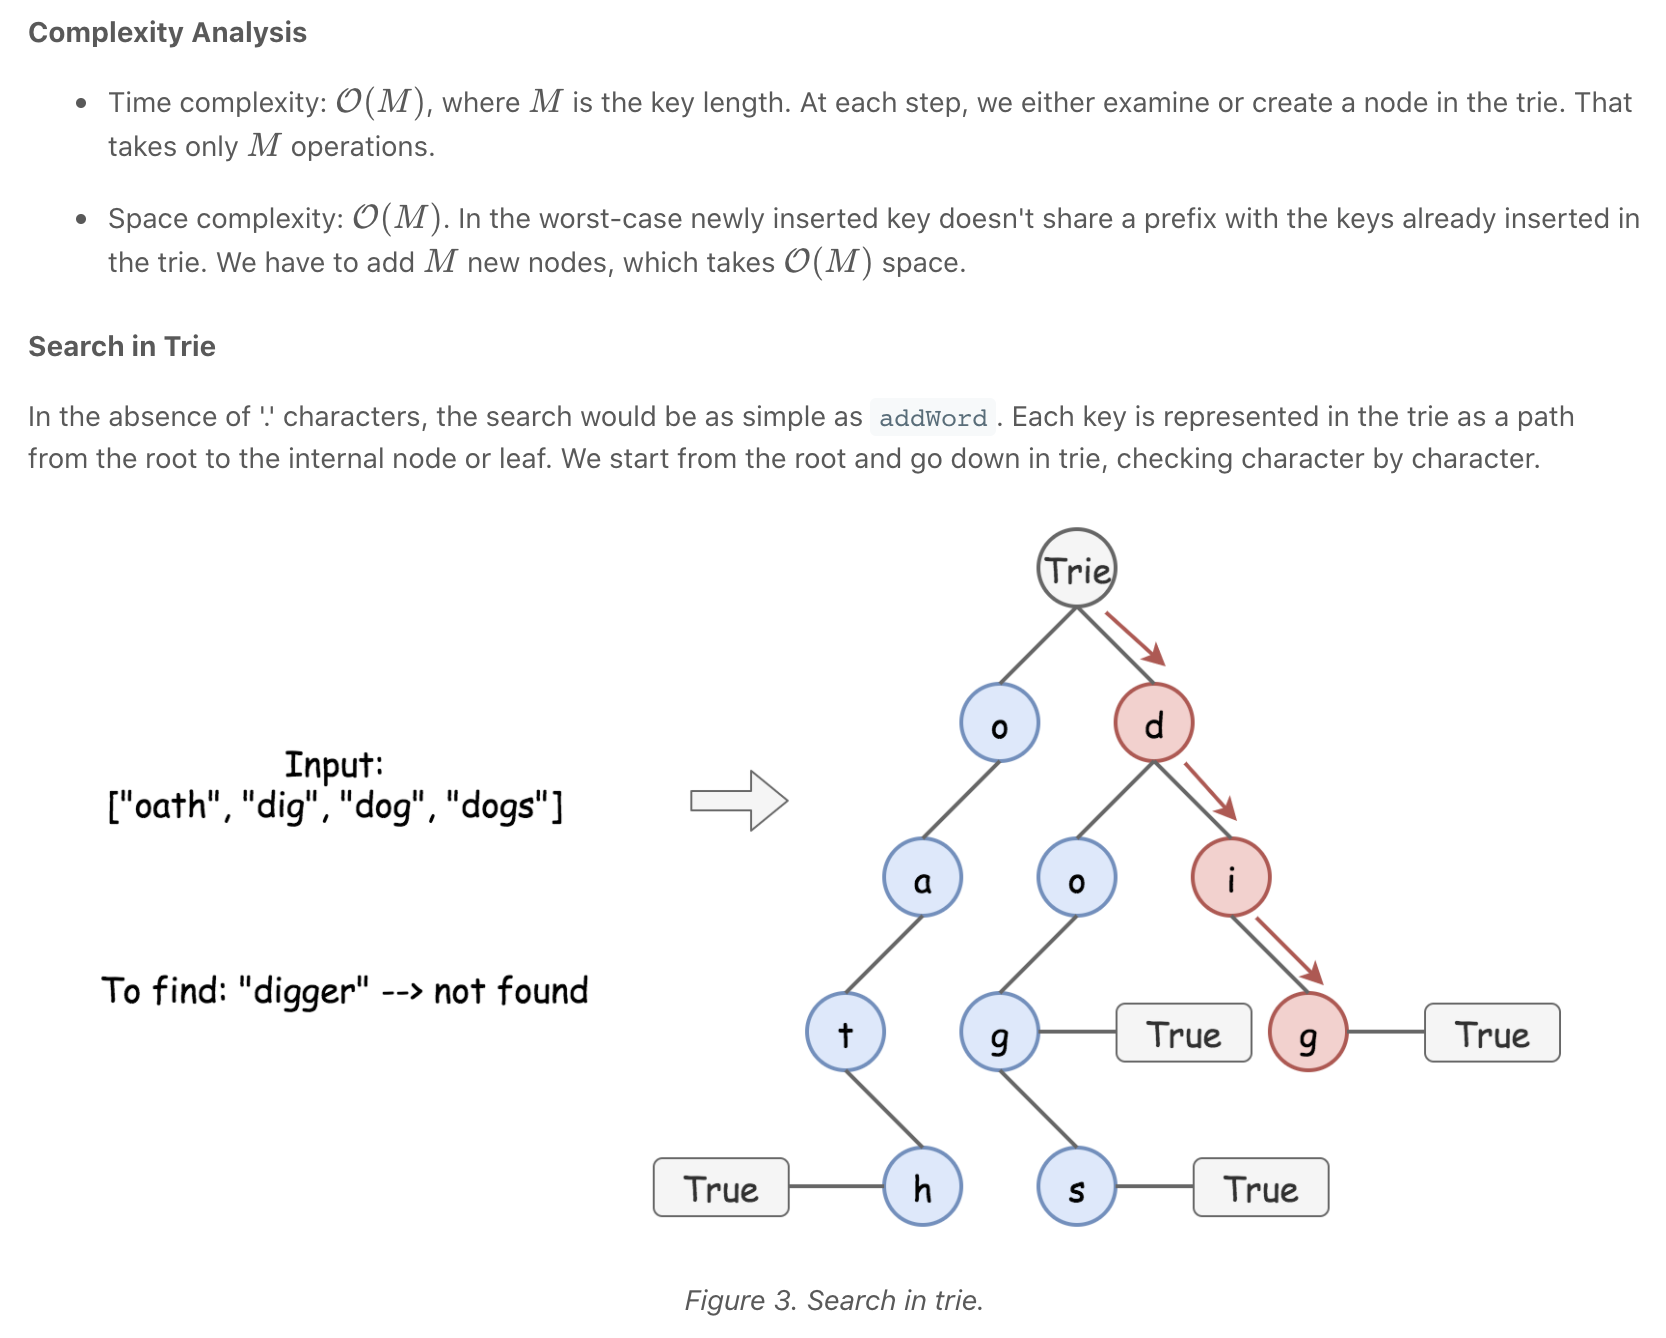 Complexity Analysis
• Time complexity: O(M), where M is the key length. At each step, we either examine or create a node in the trie. That
takes only M operations.
• Space complexity: O(M). In the worst-case newly inserted key doesn't share a prefix with the keys already inserted in
the trie. We have to add M new nodes, which takes O(M) space.
Search in Trie
In the absence of '.' characters, the search would be as simple as addWord . Each key is represented in the trie as a path
from the root to the internal node or leaf. We start from the root and go down in trie, checking character by character.
Trie
o d
Input:
["oath", "dig", "dog", "dogs"]
a o i
To find: "digger" --> not found
t g True g True
True h s True
Figure 3. Search in trie.